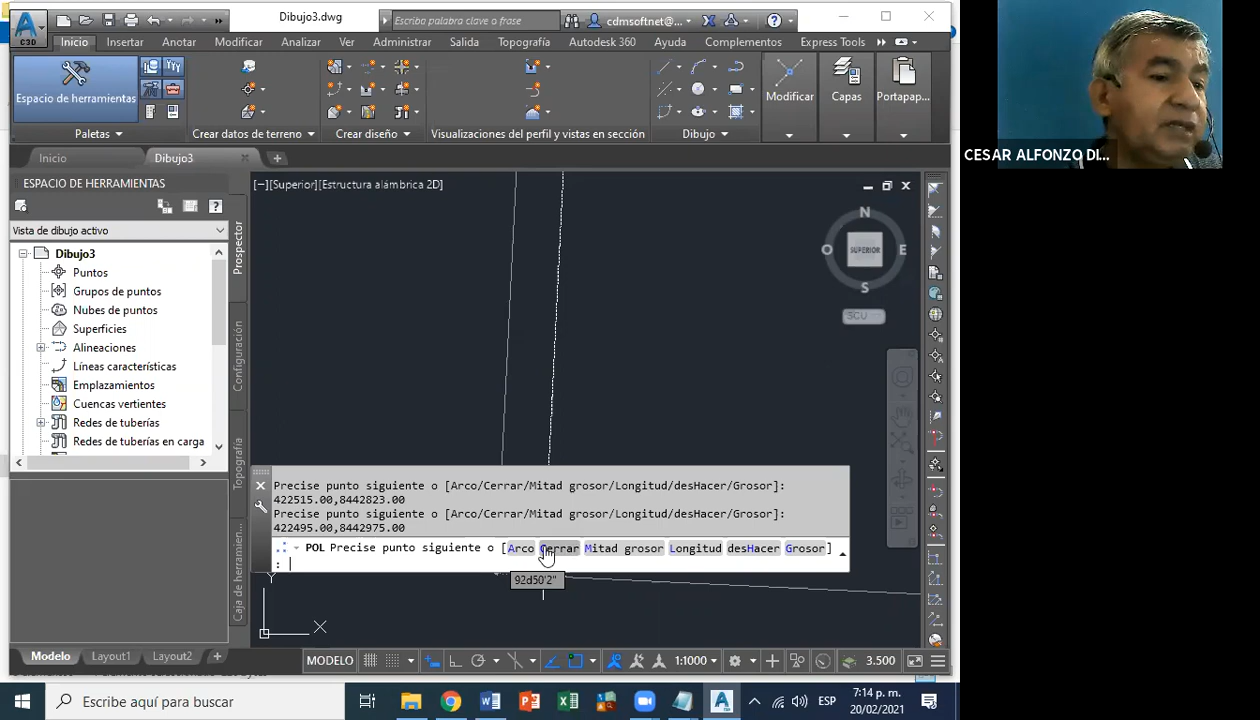 Dibujo3.dwg
Escriba palabra clave o frase
cdmsoftnet@...
C3D
Inicio Insertar Anotar Modificar Analizar Ver Administrar Salida Topografía Autodesk 360 Ayuda Complementos Express Tools
Espacio de herramientas
Modificar Capas Portapap...
Paletas Crear datos de terreno Crear diseño Visualizaciones del perfil y vistas en sección Dibujo
Inicio Dibujo3
ESPACIO DE HERRAMIENTAS
[−][Superior][Estructura alámbrica 2D]
Vista de dibujo activo
Dibujo3
Puntos
Grupos de puntos
Nubes de puntos
Superficies
Alineaciones
Líneas características
Emplazamientos
Cuencas vertientes
Redes de tuberías
Redes de tuberías en carga
Prospector
Configuración
Topografía
Caja de herramie...
N
O SUPERIOR E
S
SCU
CESAR ALFONZO DI...
Precise punto siguiente o [Arco/Cerrar/Mitad grosor/Longitud/desHacer/Grosor]:
422515.00,8442823.00
Precise punto siguiente o [Arco/Cerrar/Mitad grosor/Longitud/desHacer/Grosor]:
422495.00,8442975.00
POL Precise punto siguiente o [Arco Cerrar Mitad grosor Longitud desHacer Grosor]
:
92d50'2"
Y
X
Modelo Layout1 Layout2 +
MODELO 1:1000 3.500
Escribe aquí para buscar
ESP
7:14 p. m.
20/02/2021